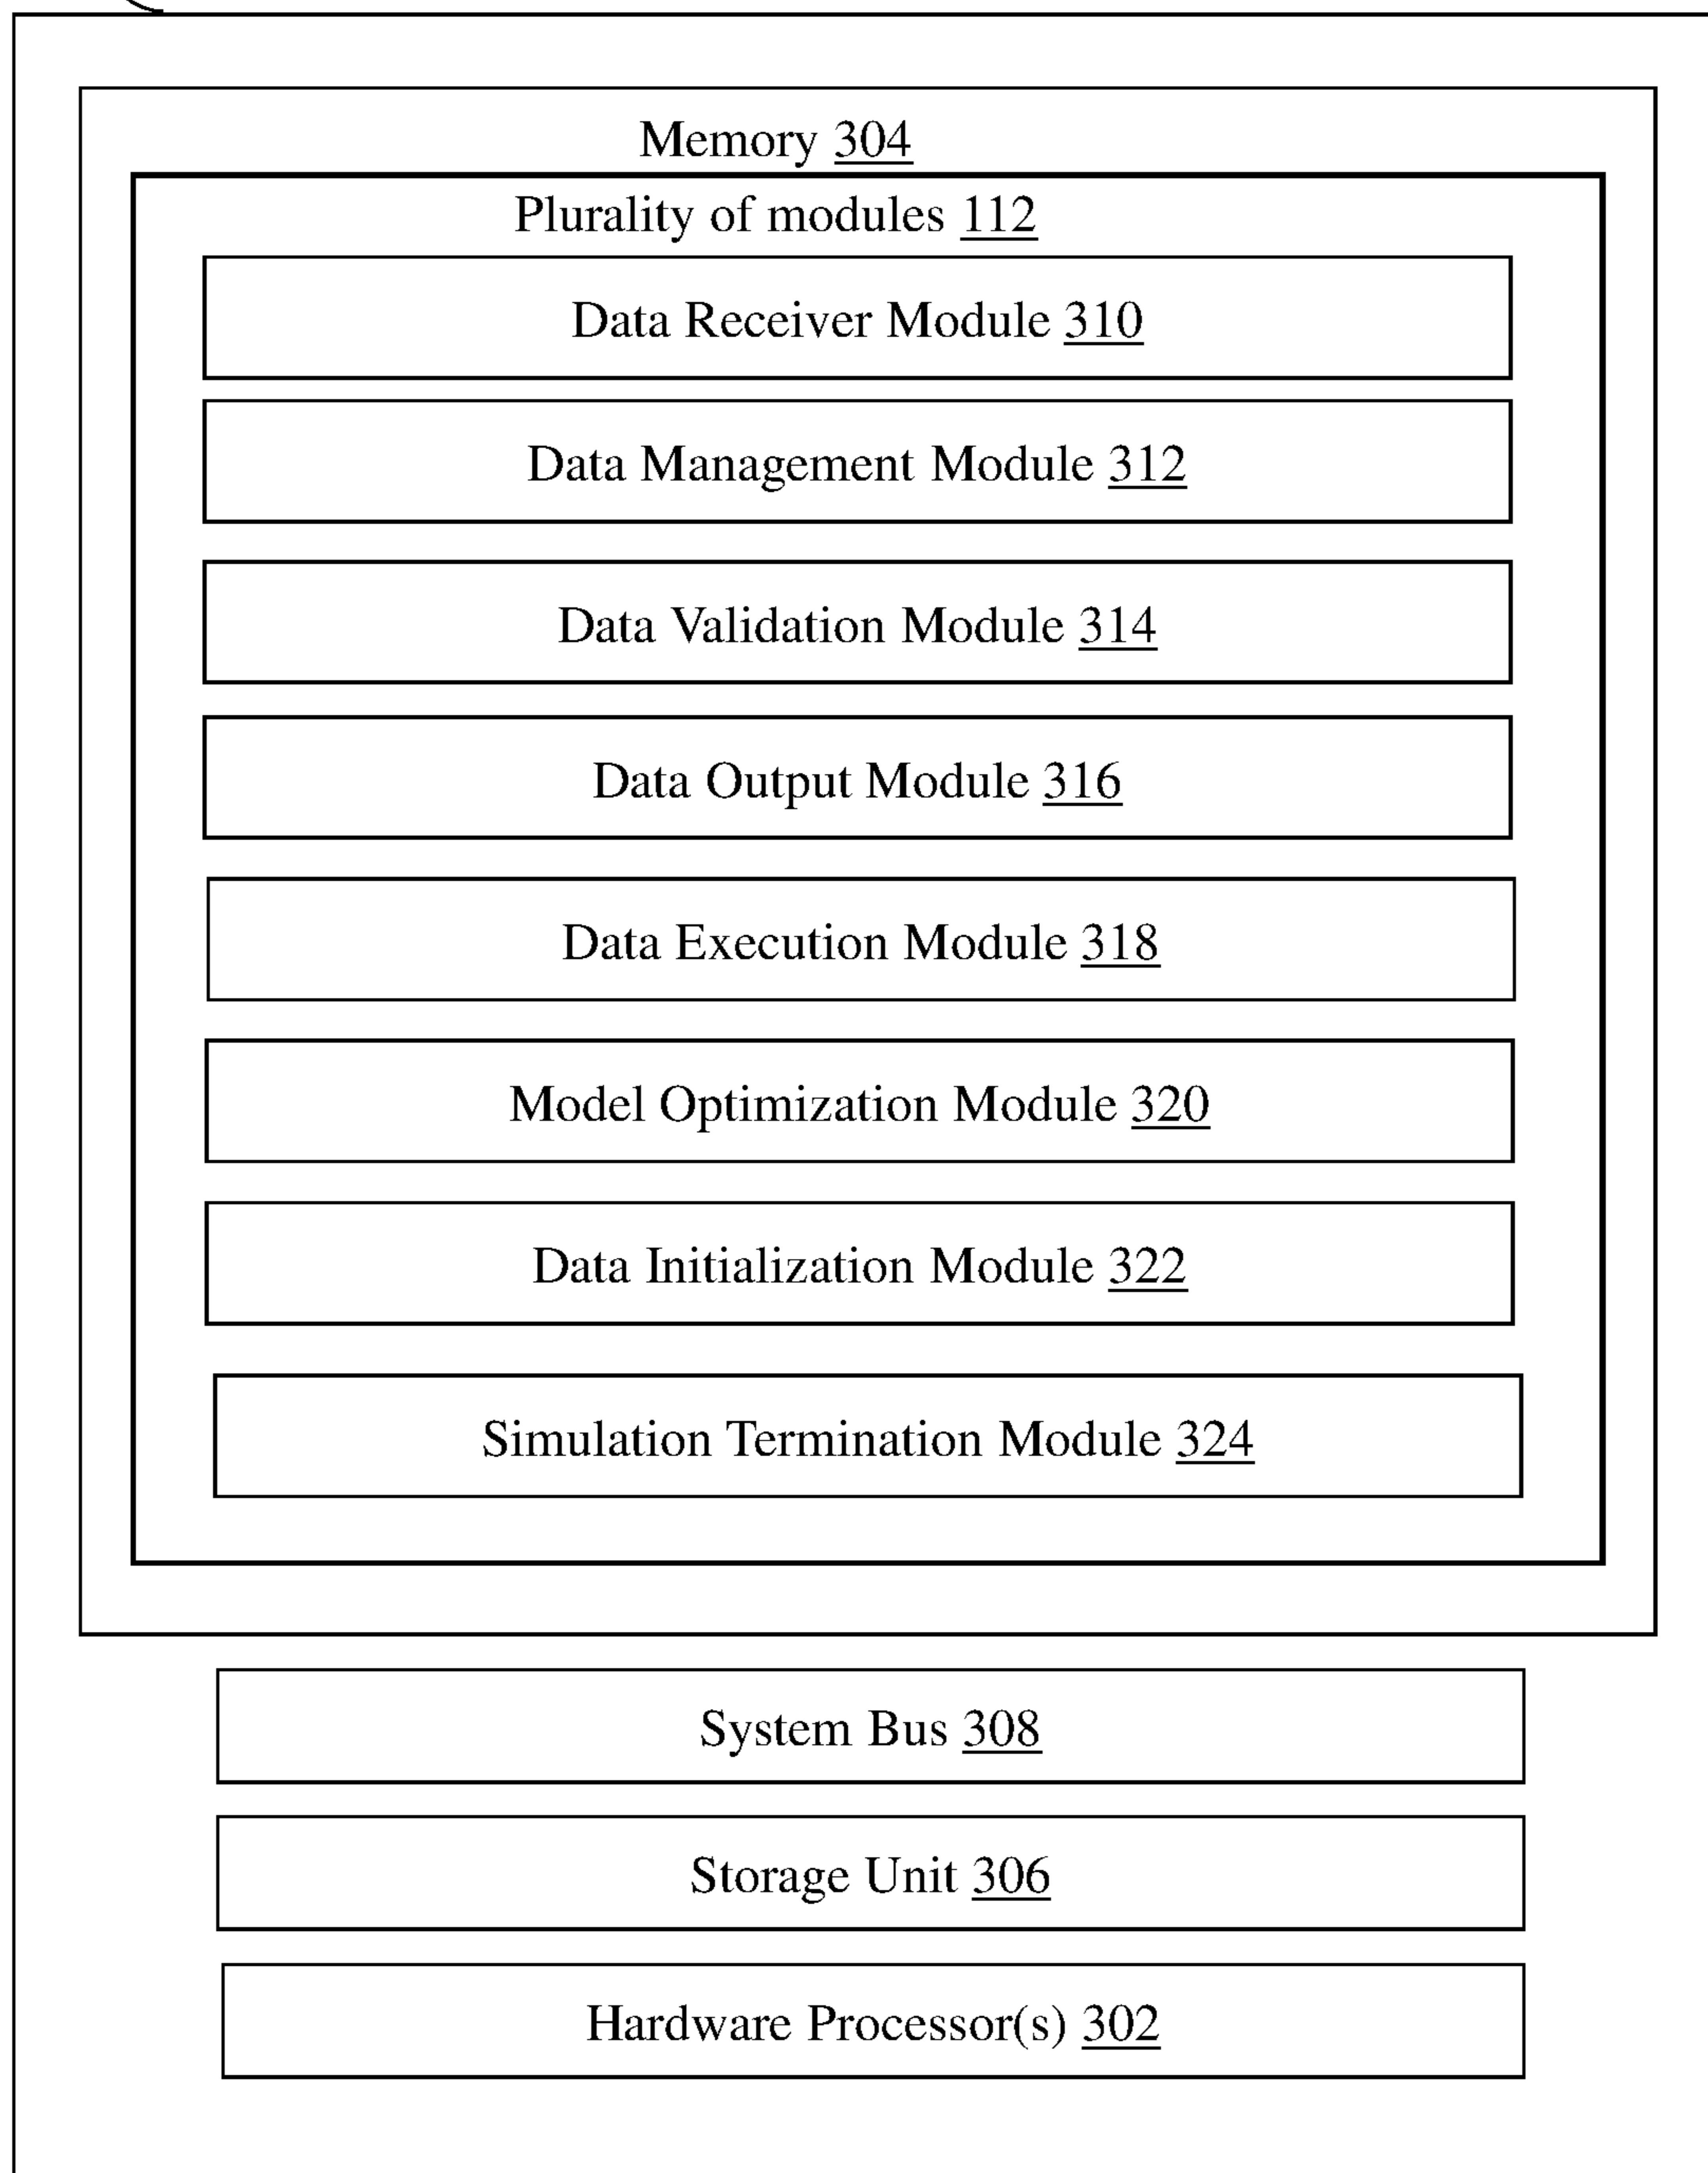 Memory 304
Plurality of modules 112
Data Receiver Module 310
Data Management Module 312
Data Validation Module 314
Data Output Module 316
Data Execution Module 318
Model Optimization Module 320
Data Initialization Module 322
Simulation Termination Module 324
System Bus 308
Storage Unit 306
Hardware Processor(s) 302